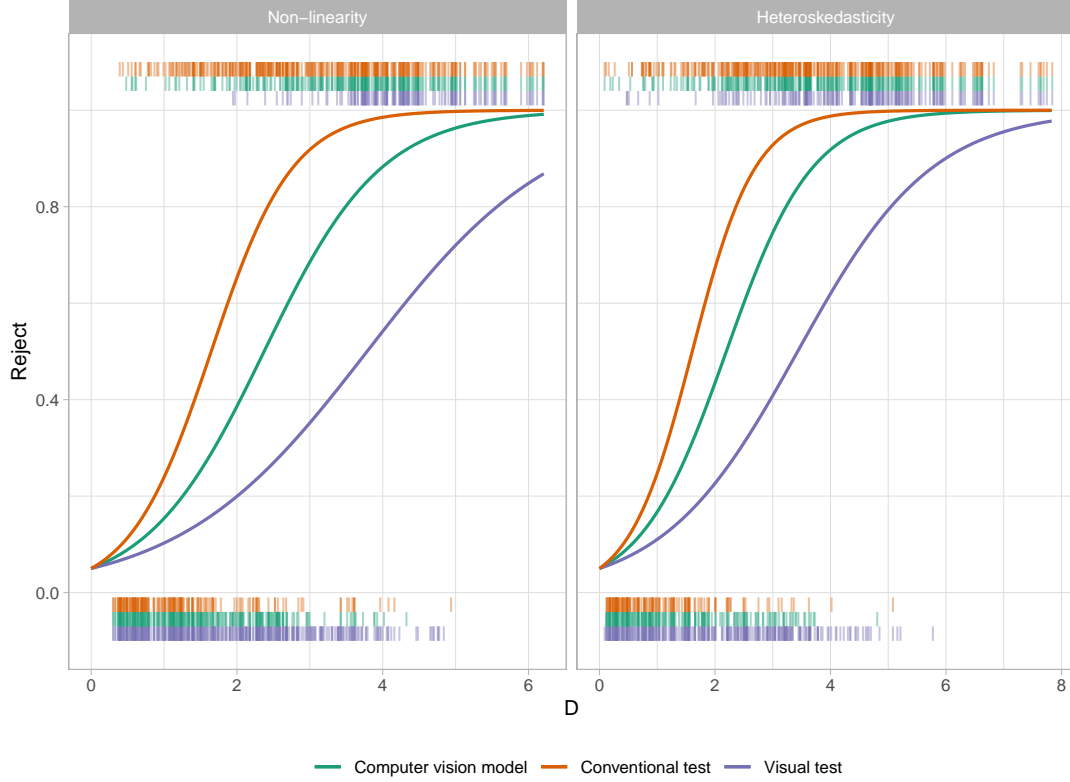 Non−linearity
Heteroskedasticity
0.8
0.4
0.0
Reject
0 2 4 6
0 2 4 6 8
D
Computer vision model Conventional test Visual test